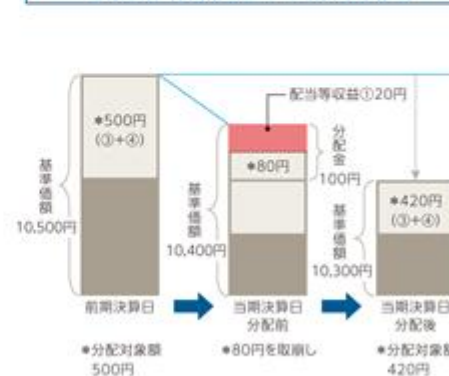 配当等収益①20円
*500円
(③+④)
*80円
分配金
100円
*420円
(③+④)
基準価額
10,500円
基準価額
10,400円
基準価額
10,300円
前期決算日
当期決算日
分配前
当期決算日
分配後
*分配対象額
500円
*80円を取崩し
*分配対象額
420円